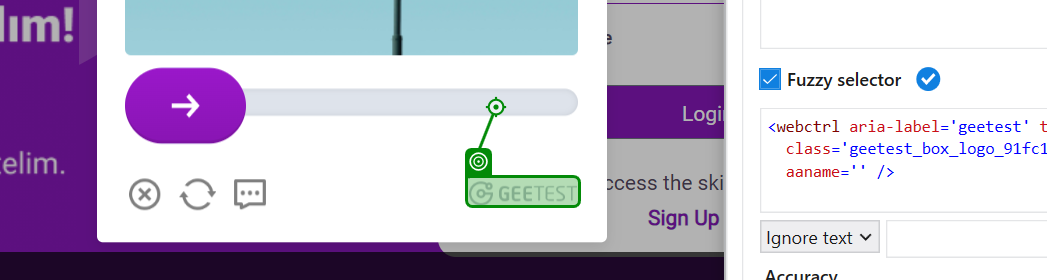 lım!
telim.
GEETEST
e
Login
ccess the ski
Sign Up
Fuzzy selector
<webctrl aria-label='geetest' t
class='geetest_box_logo_91fc1
aaname='' />
Ignore text
Accuracy